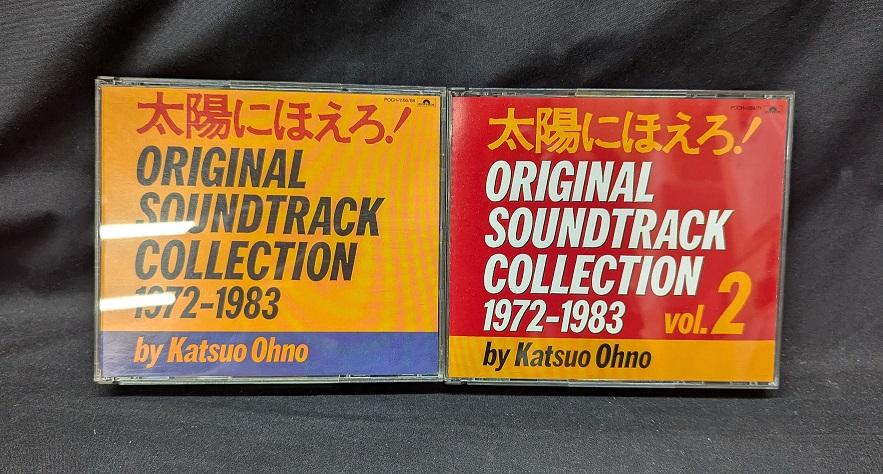 太陽にほえろ!
ORIGINAL
SOUNDTRACK
COLLECTION
1972-1983
by Katsuo Ohno
太陽にほえろ!
ORIGINAL
SOUNDTRACK
COLLECTION
1972-1983
vol.2
by Katsuo Ohno